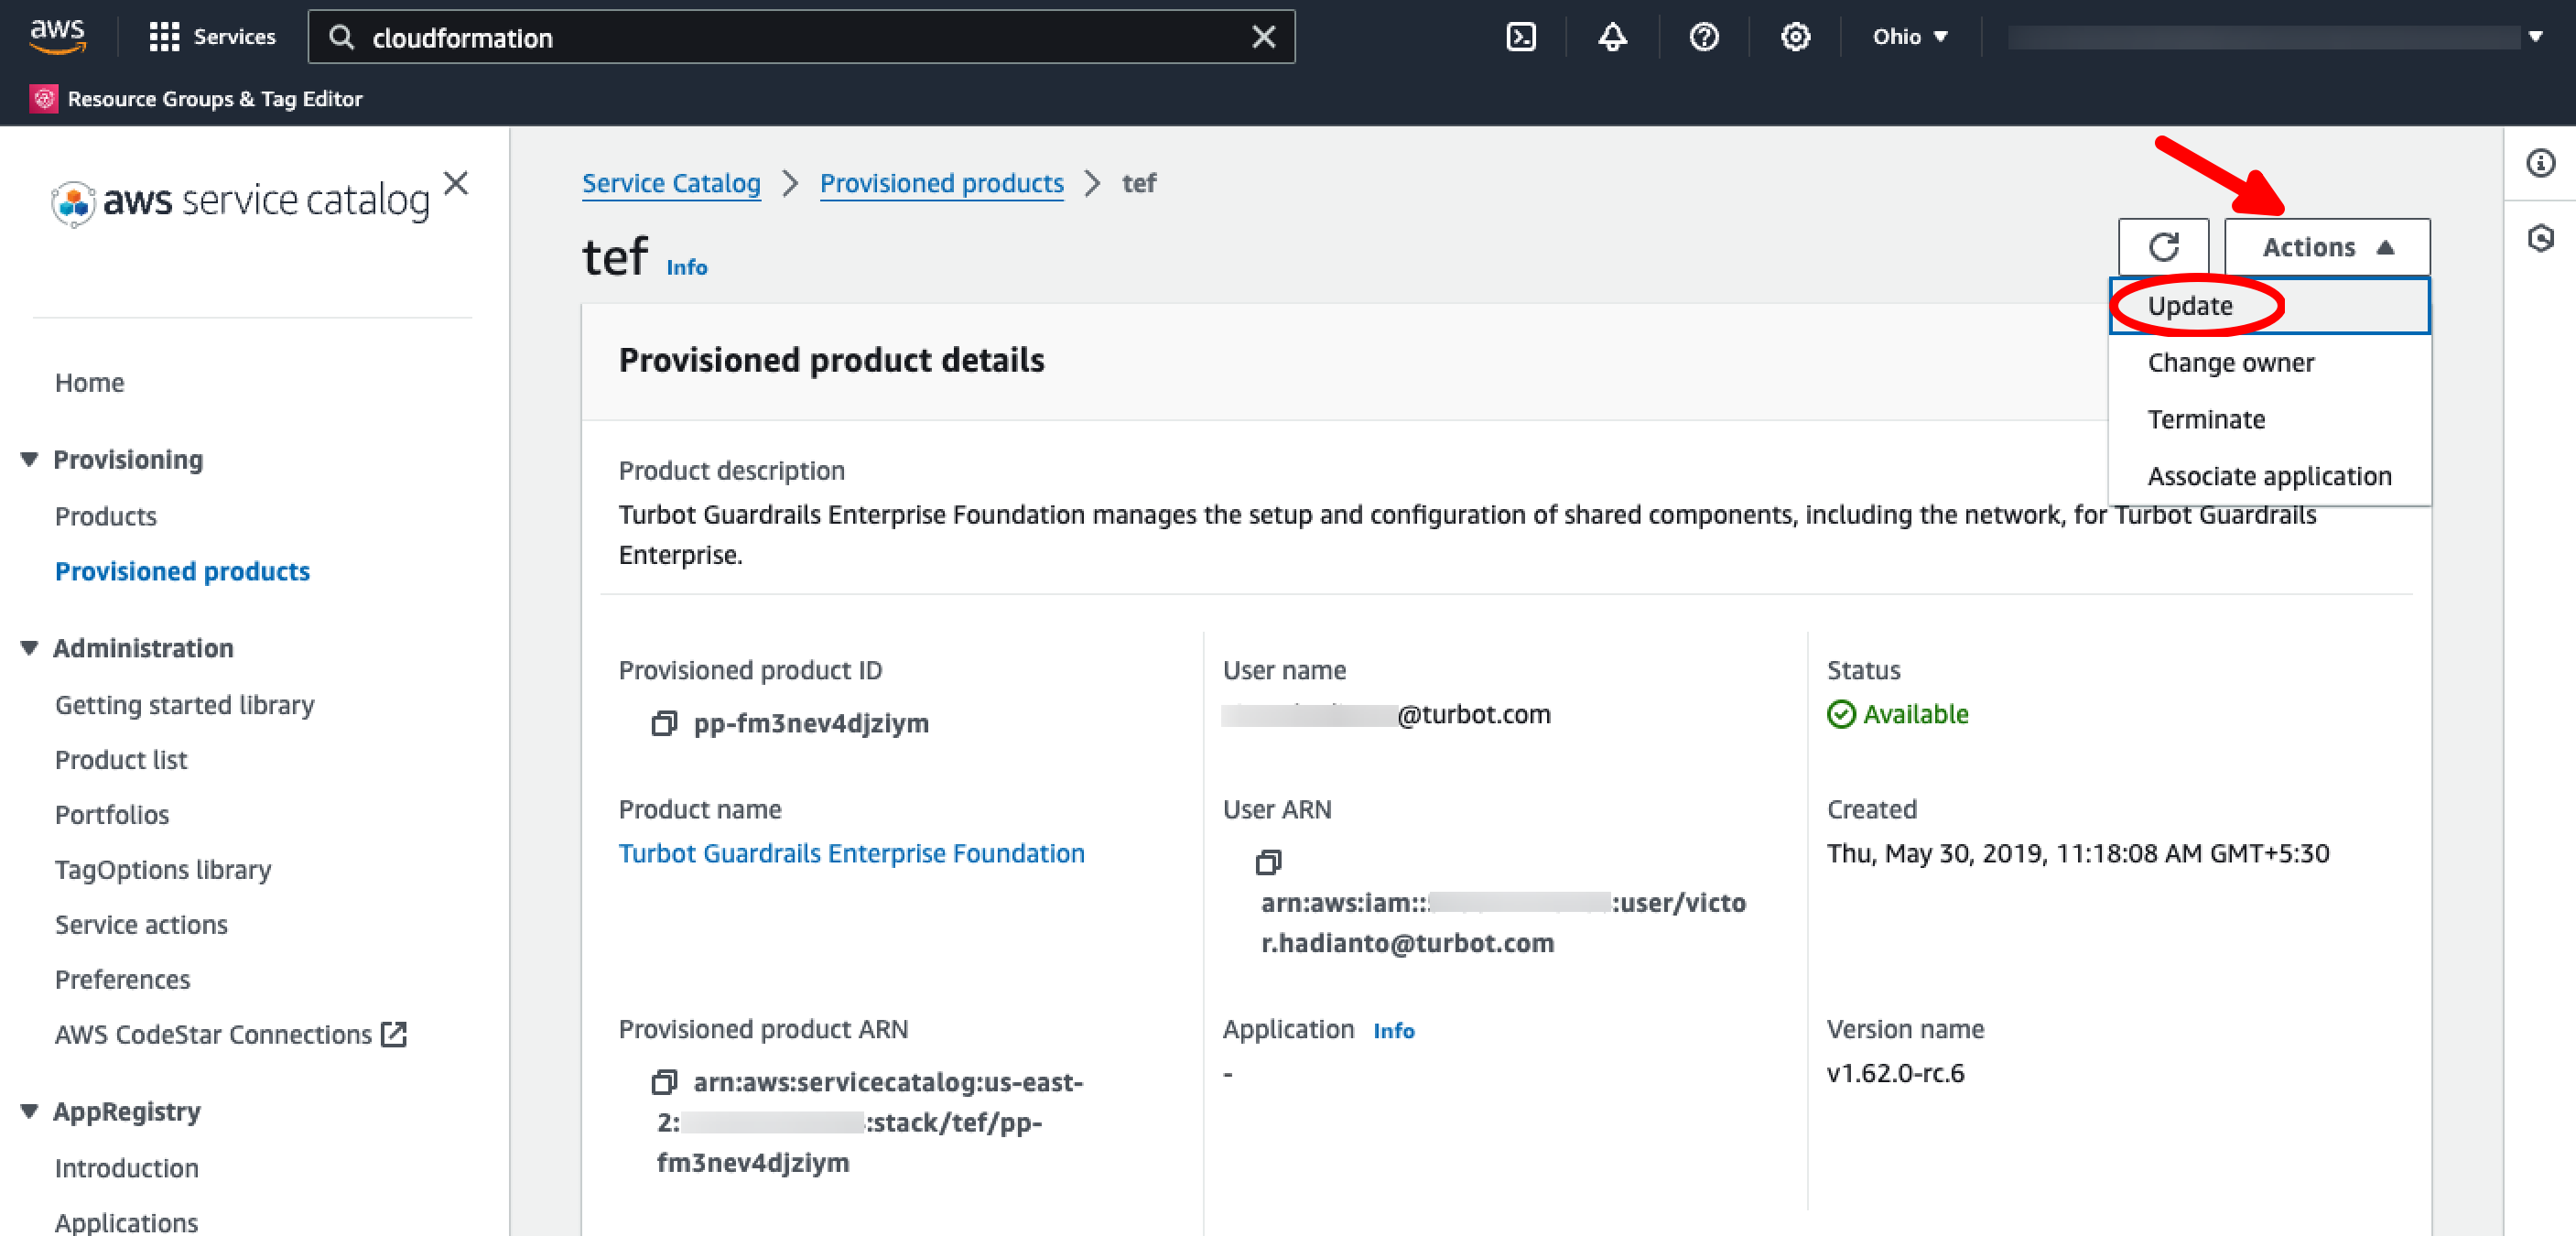 aws
Services
cloudformation
Ohio
Resource Groups & Tag Editor
aws service catalog
Home
Provisioning
Products
Provisioned products
Administration
Getting started library
Product list
Portfolios
TagOptions library
Service actions
Preferences
AWS CodeStar Connections
AppRegistry
Introduction
Applications
Service Catalog > Provisioned products > tef
tef Info
Actions
Update
Change owner
Terminate
Associate application
Provisioned product details
Product description
Turbot Guardrails Enterprise Foundation manages the setup and configuration of shared components, including the network, for Turbot Guardrails
Enterprise.
Provisioned product ID
pp-fm3nev4djziym
User name
@turbot.com
Status
Available
Product name
Turbot Guardrails Enterprise Foundation
User ARN
arn:aws:iam:: :user/victo
r.hadianto@turbot.com
Created
Thu, May 30, 2019, 11:18:08 AM GMT+5:30
Provisioned product ARN
arn:aws:servicecatalog:us-east-
2: :stack/tef/pp-
fm3nev4djziym
Application Info
-
Version name
v1.62.0-rc.6